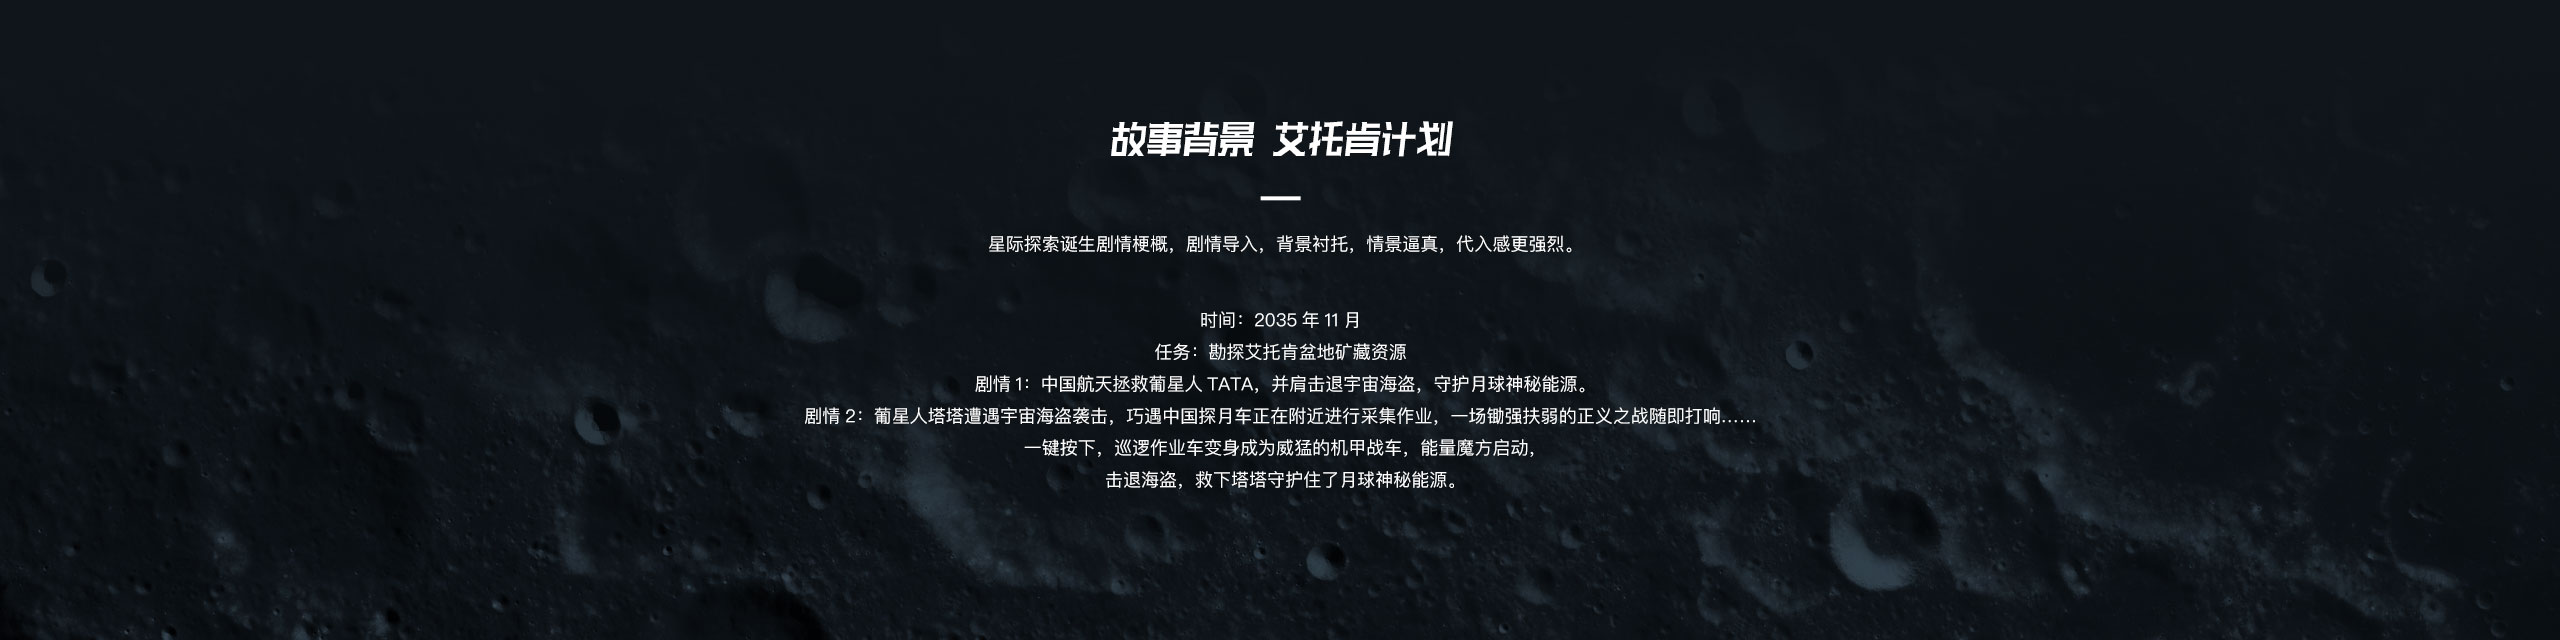 故事背景 艾托肯计划
星际探索诞生剧情梗概，剧情导入，背景衬托，情景逼真，代入感更强烈。
时间：2035 年 11 月
任务：勘探艾托肯盆地矿藏资源
剧情 1：中国航天拯救葡星人 TATA，并肩击退宇宙海盗，守护月球神秘能源。
剧情 2：葡星人塔塔遭遇宇宙海盗袭击，巧遇中国探月车正在附近进行采集作业，一场锄强扶弱的正义之战随即打响……
一键按下，巡逻作业车变身成为威猛的机甲战车，能量魔方启动，
击退海盗，救下塔塔守护住了月球神秘能源。